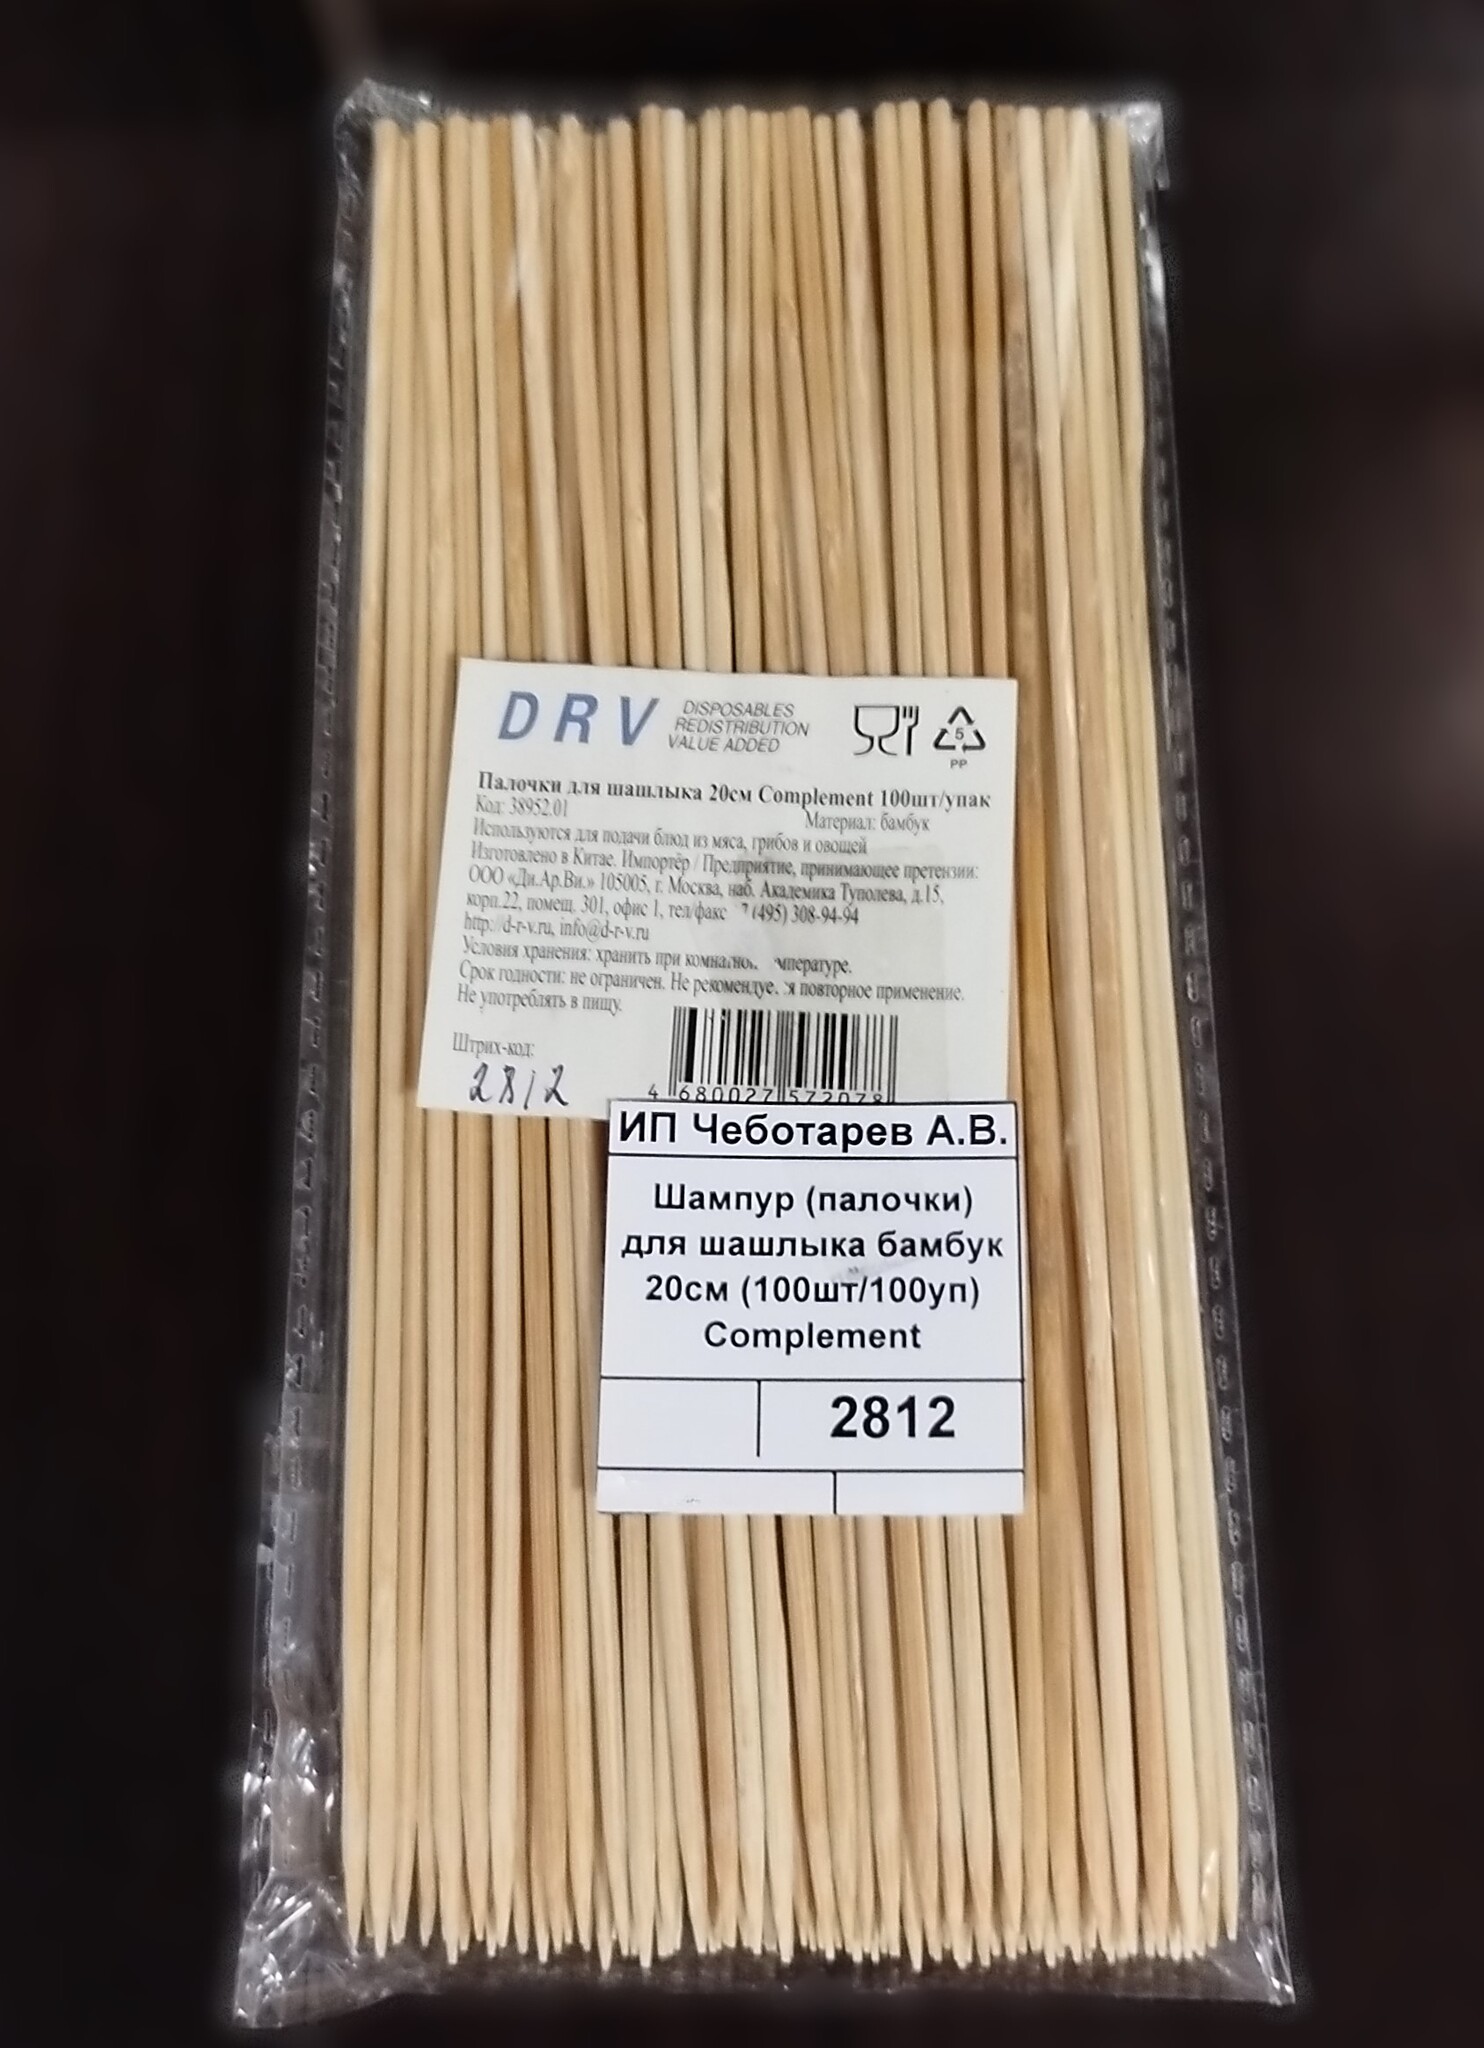 DRV
DISPOSABLES
REDISTRIBUTION
VALUE ADDED
5
PP
Палочки для шашлыка 20см Complement 100шт/упак
Код: 38952.01
Материал: бамбук
Используются для подачи блюд из мяса, грибов и овощей
Изготовлено в Китае. Импортёр / Предприятие, принимающее претензии:
ООО «Ди.Ар.Ви.» 105005, г. Москва, наб. Академика Туполева, д.15,
корп.22, помещ. 301, офис 1, тел/факс 7 (495) 308-94-94
http://d-r-v.ru, info@d-r-v.ru
Условия хранения: хранить при
Срок годности: не ограничен. Не повторное применение.
Не употреблять в пищу.
Штрих-код:
2812
4 680027 572078
ИП Чеботарев А.В.
Шампур (палочки)
для шашлыка бамбук
20см (100шт/100уп)
Complement
2812